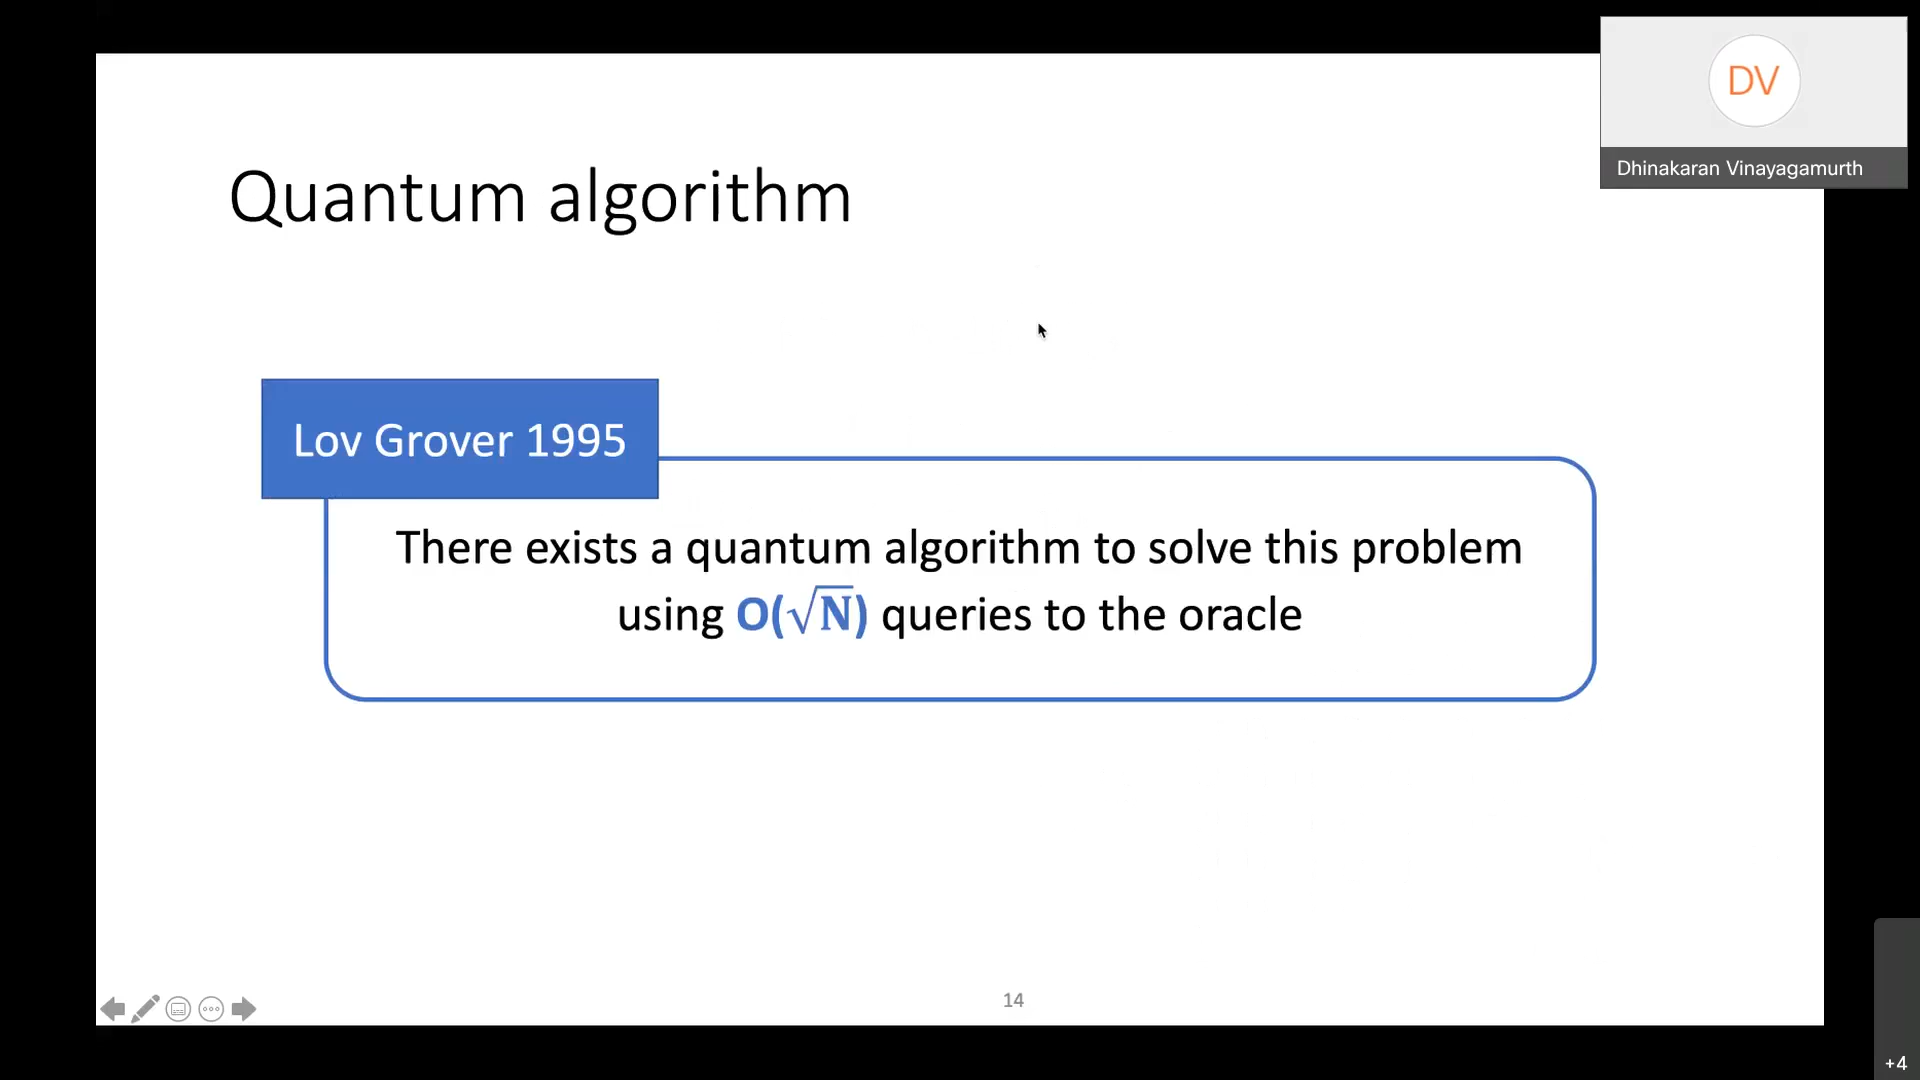 DV
Dhinakaran Vinayagamurth
Quantum algorithm
Lov Grover 1995
There exists a quantum algorithm to solve this problem
using O(√N) queries to the oracle
14
+4